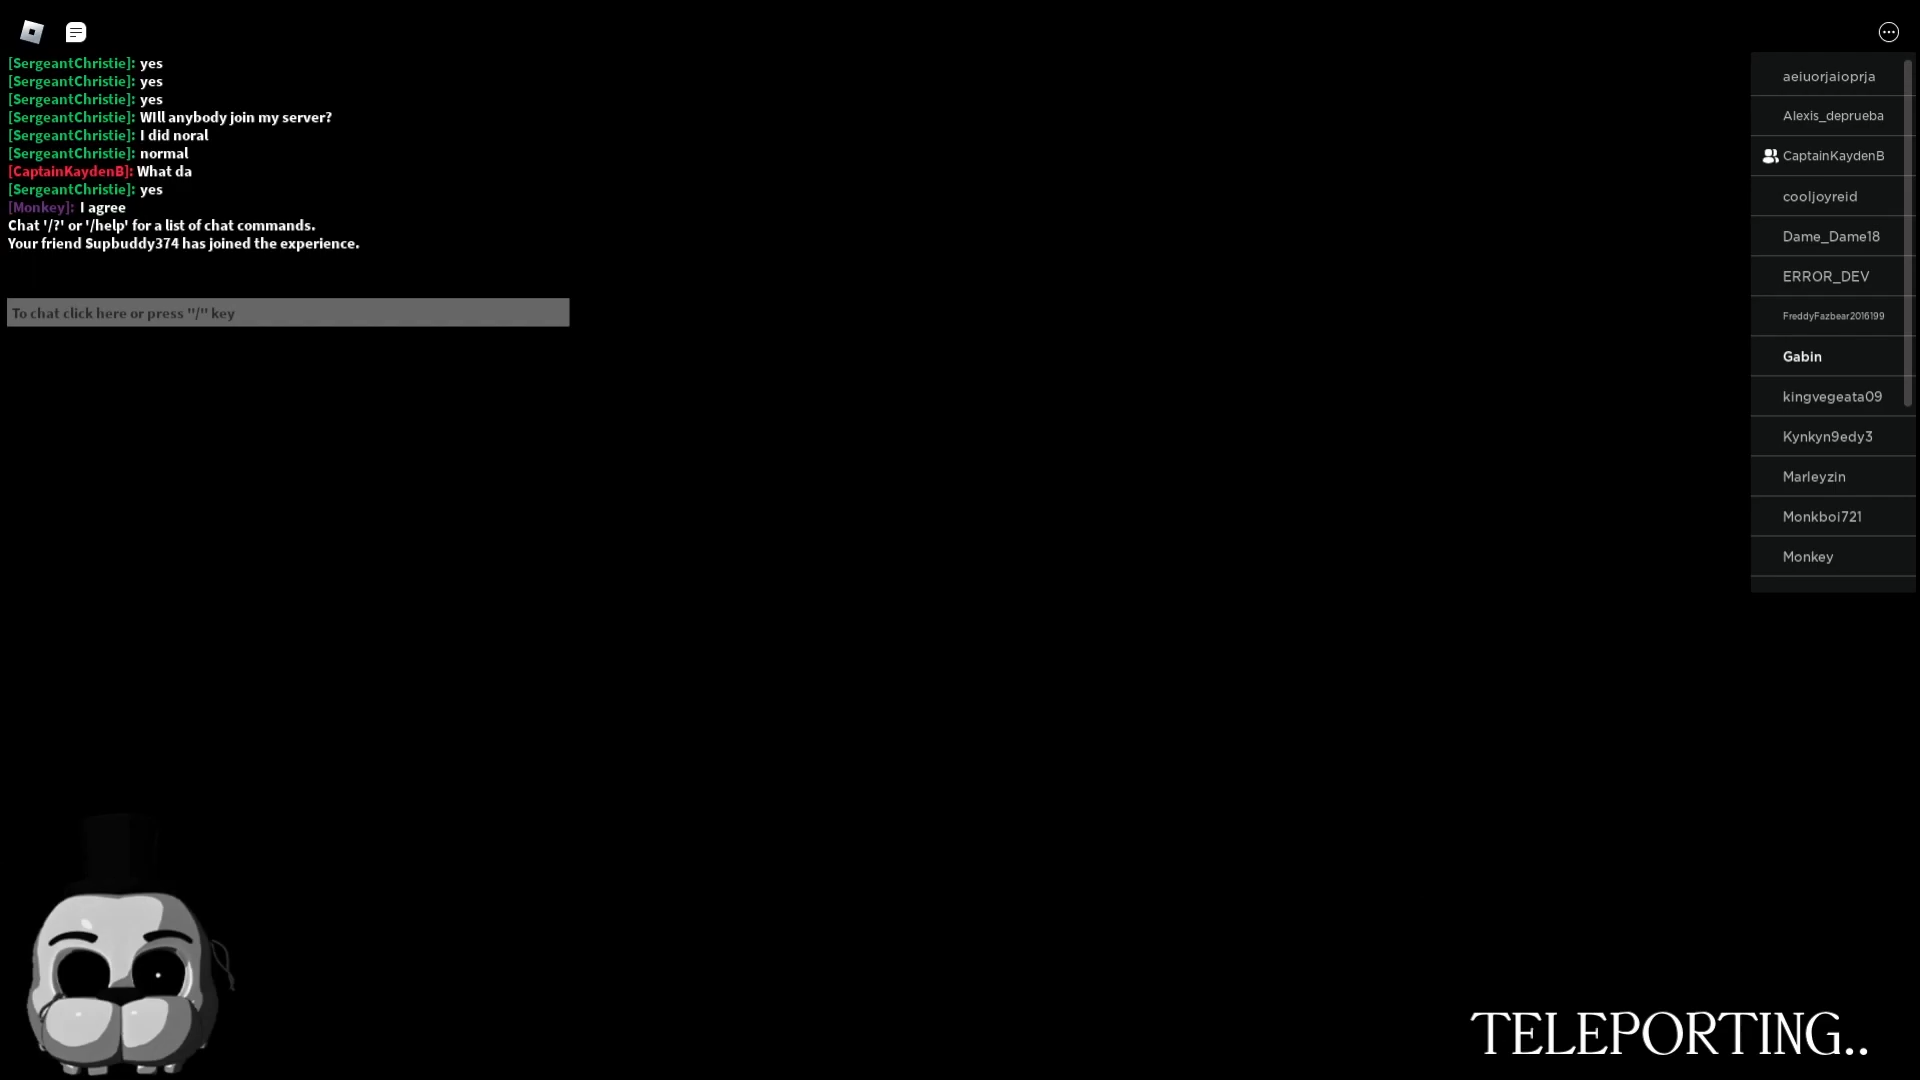 [SergeantChristie]: yes
[SergeantChristie]: yes
[SergeantChristie]: yes
[SergeantChristie]: WIll anybody join my server?
[SergeantChristie]: I did noral
[SergeantChristie]: normal
[CaptainKaydenB]: What da
[SergeantChristie]: yes
[Monkey]: I agree
Chat '/?' or '/help' for a list of chat commands.
Your friend Supbuddy374 has joined the experience.
To chat click here or press "/" key
aeiuorjaioprja
Alexis_deprueba
CaptainKaydenB
cooljoyreid
Dame_Dame18
ERROR_DEV
FreddyFazbear2016199
Gabin
kingvegeata09
Kynkyn9edy3
Marleyzin
Monkboi721
Monkey
TELEPORTING..